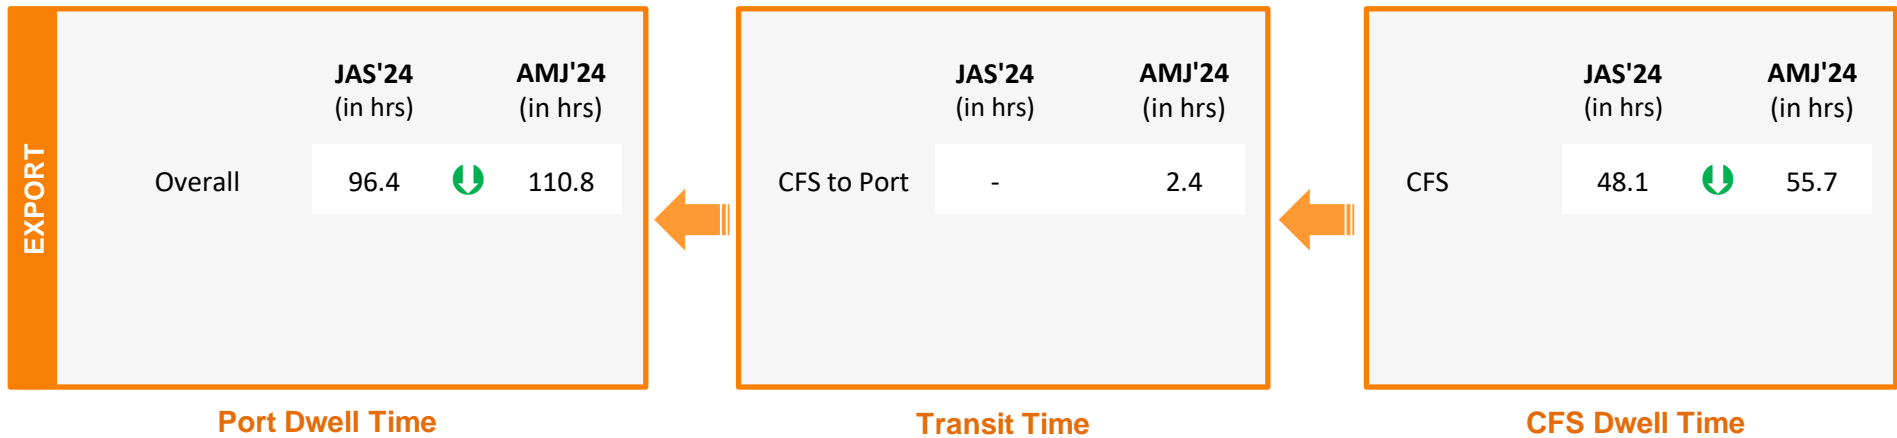 EXPORT
JAS'24 AMJ'24
(in hrs) (in hrs)
Overall 96.4 110.8
Port Dwell Time
JAS'24 AMJ'24
(in hrs) (in hrs)
CFS to Port - 2.4
Transit Time
JAS'24 AMJ'24
(in hrs) (in hrs)
CFS 48.1 55.7
CFS Dwell Time